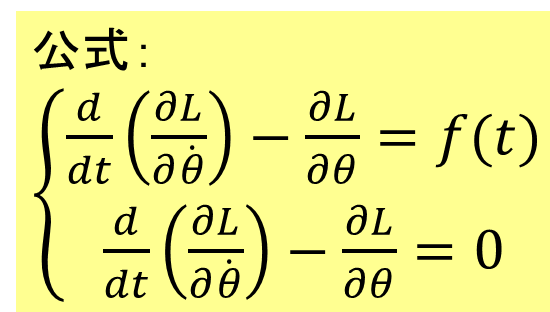 公式:
d/dt (∂L/∂θ̇) − ∂L/∂θ = f(t)
d/dt (∂L/∂θ̇) − ∂L/∂θ = 0